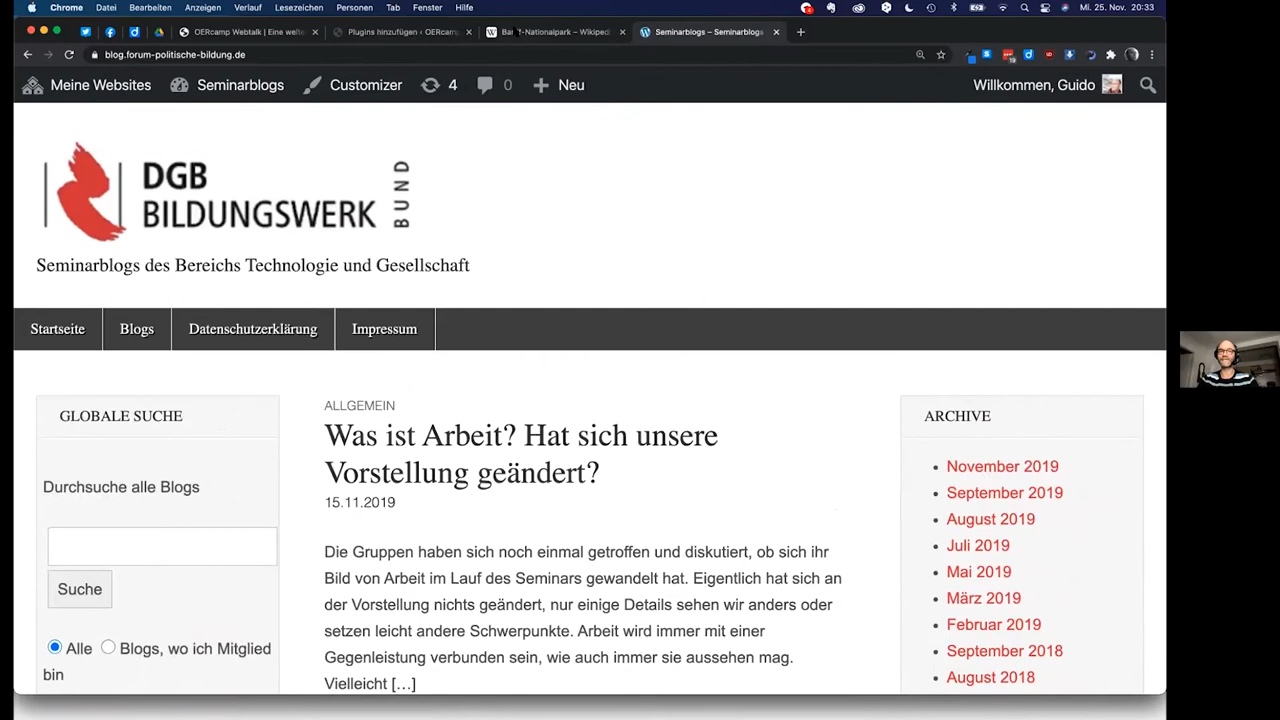 Chrome Datei Bearbeiten Anzeigen Verlauf Lesezeichen Personen Tab Fenster Hilfe
Mi. 25. Nov. 20:33
OERcamp Webtalk | Eine welte
Plugins hinzufügen ‹ OERcam
-Nationalpark – Wikiped
Seminarblogs – Seminarblogs
blog.forum-politische-bildung.de
Meine Websites Seminarblogs Customizer 4 0 Neu
Willkommen, Guido
DGB
BILDUNGSWERK
BUND
Seminarblogs des Bereichs Technologie und Gesellschaft
Startseite Blogs Datenschutzerklärung Impressum
GLOBALE SUCHE
Durchsuche alle Blogs
Suche
Alle Blogs, wo ich Mitglied
bin
ALLGEMEIN
Was ist Arbeit? Hat sich unsere
Vorstellung geändert?
15.11.2019
Die Gruppen haben sich noch einmal getroffen und diskutiert, ob sich ihr
Bild von Arbeit im Lauf des Seminars gewandelt hat. Eigentlich hat sich an
der Vorstellung nichts geändert, nur einige Details sehen wir anders oder
setzen leicht andere Schwerpunkte. Arbeit wird immer mit einer
Gegenleistung verbunden sein, wie auch immer sie aussehen mag.
Vielleicht […]
ARCHIVE
November 2019
September 2019
August 2019
Juli 2019
Mai 2019
März 2019
Februar 2019
September 2018
August 2018